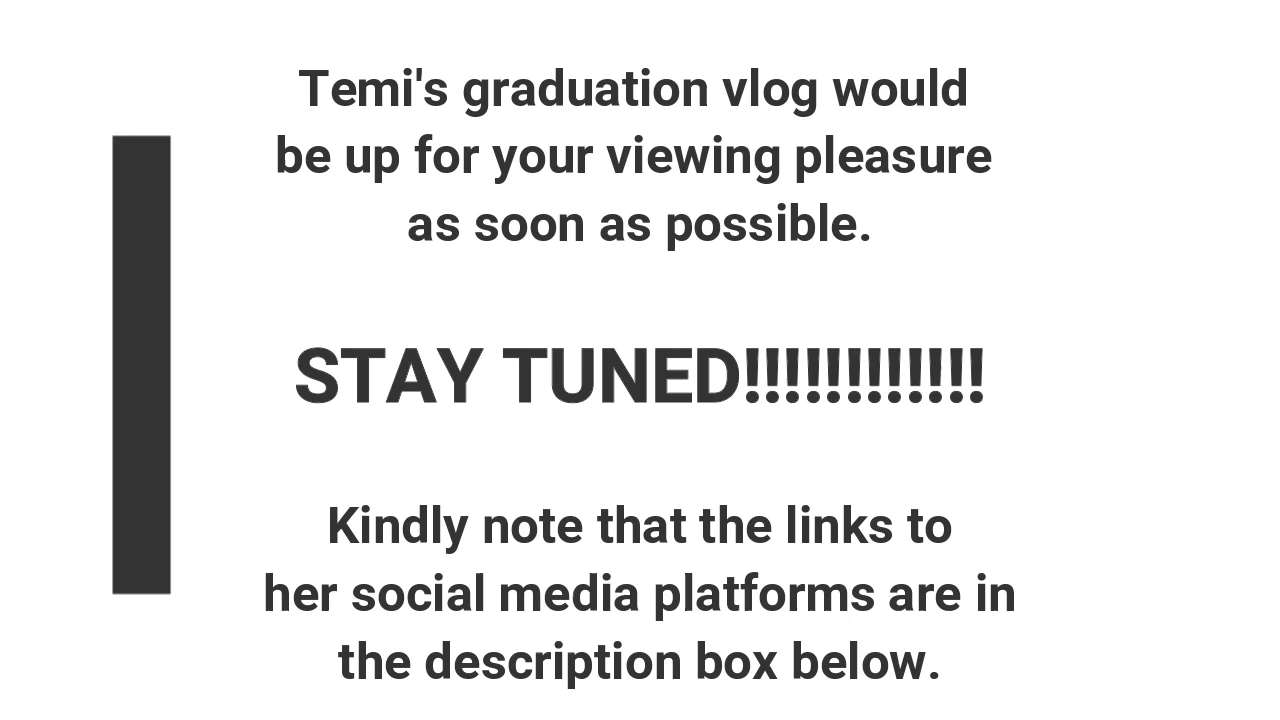 Temi's graduation vlog would
be up for your viewing pleasure
as soon as possible.
STAY TUNED!!!!!!!!!!!!
Kindly note that the links to
her social media platforms are in
the description box below.